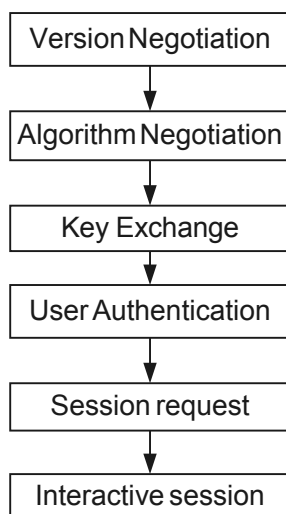 Version Negotiation
Algorithm Negotiation
Key Exchange
User Authentication
Session request
Interactive session